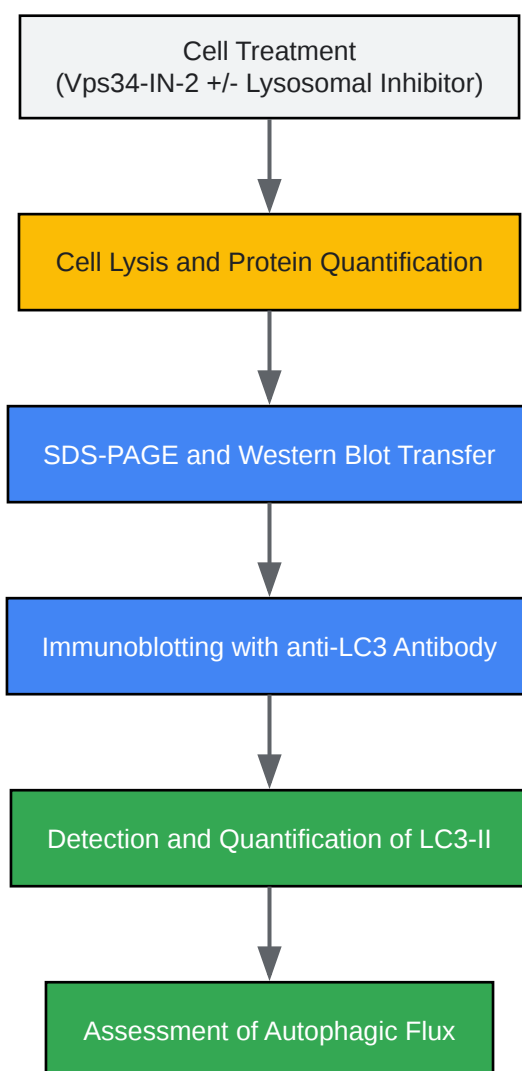 Cell Treatment
(Vps34-IN-2 +/- Lysosomal Inhibitor)
Cell Lysis and Protein Quantification
SDS-PAGE and Western Blot Transfer
Immunoblotting with anti-LC3 Antibody
Detection and Quantification of LC3-II
Assessment of Autophagic Flux